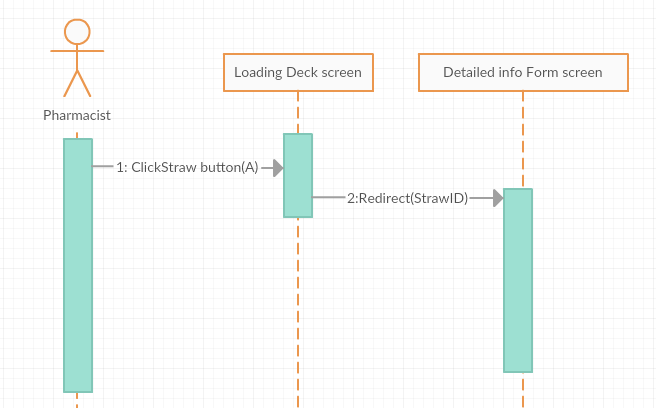 Loading Deck screen
Detailed info Form screen
Pharmacist
1: ClickStraw button(A)
2:Redirect(StrawID)